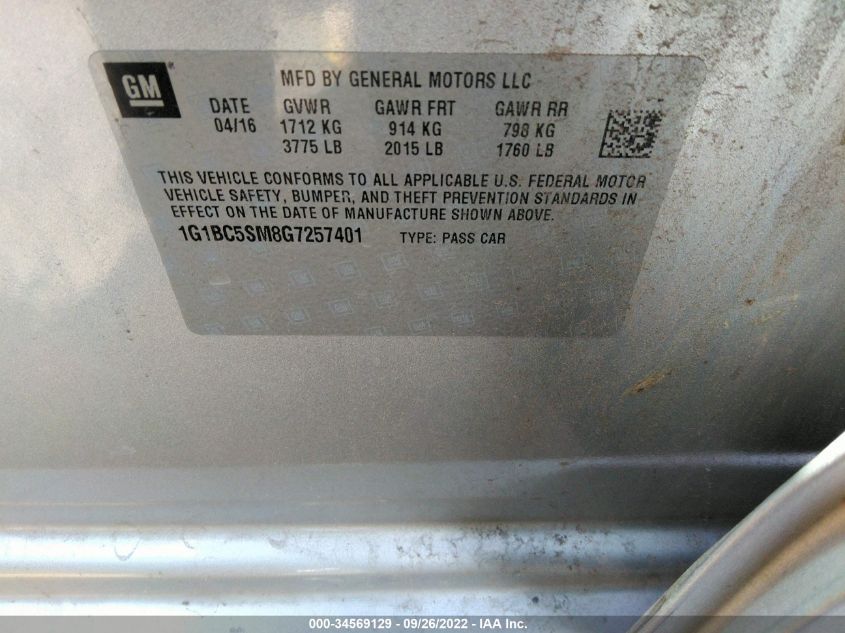 GM
MFD BY GENERAL MOTORS LLC
DATE GVWR GAWR FRT GAWR RR
04/16 1712 KG 914 KG 798 KG
3775 LB 2015 LB 1760 LB
THIS VEHICLE CONFORMS TO ALL APPLICABLE U.S. FEDERAL MOTOR
VEHICLE SAFETY, BUMPER, AND THEFT PREVENTION STANDARDS IN
EFFECT ON THE DATE OF MANUFACTURE SHOWN ABOVE.
1G1BC5SM8G7257401 TYPE: PASS CAR
000-34569129 - 09/26/2022 - IAA Inc.